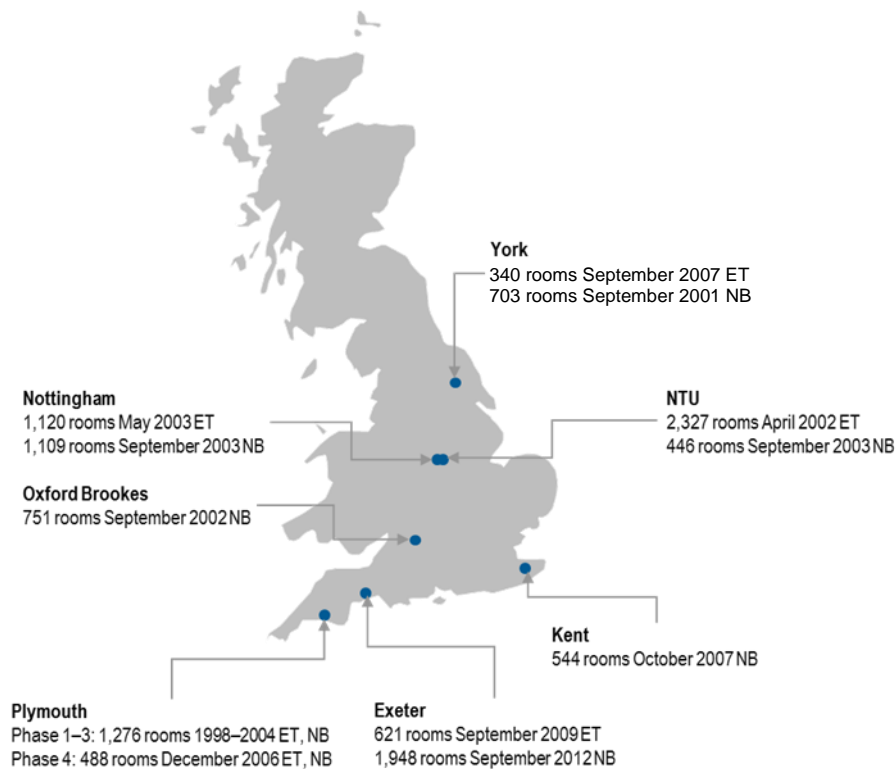 York
340 rooms September 2007 ET
703 rooms September 2001 NB
Nottingham
1,120 rooms May 2003 ET
1,109 rooms September 2003 NB
NTU
2,327 rooms April 2002 ET
446 rooms September 2003 NB
Oxford Brookes
751 rooms September 2002 NB
Kent
544 rooms October 2007 NB
Plymouth
Phase 1–3: 1,276 rooms 1998–2004 ET, NB
Phase 4: 488 rooms December 2006 ET, NB
Exeter
621 rooms September 2009 ET
1,948 rooms September 2012 NB